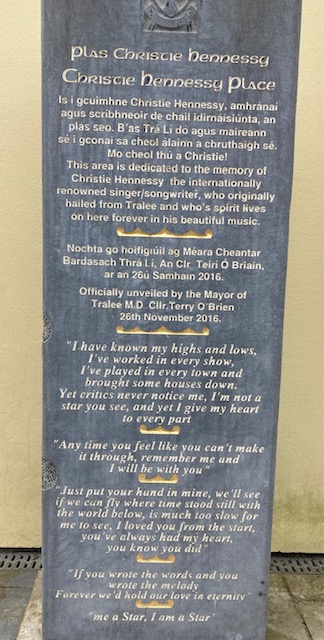 Plás Christie Hennessy
Christie Hennessy Place
Is i gcuimhne Christie Hennessy, amhránaí
agus scríbhneoir de cháil idirnáisiúnta, an
plás seo. B'as Trá Lí dó agus maireann
sé i gconaí sa cheol álainn a chruthaigh sé.
Mo cheol thú a Christie!
This area is dedicated to the memory of
Christie Hennessy the internationally
renowned singer/songwriter, who originally
hailed from Tralee and who's spirit lives
on here forever in his beautiful music.
Nochta go hoifigiúil ag Méara Cheantar
Bardasach Thrá Lí, An Clr Teirí Ó Briain,
ar an 26ú Samhain 2016.
Officially unveiled by the Mayor of
Tralee M.D Cllr.Terry O'Brien
26th November 2016.
"I have known my highs and lows,
I've worked in every show,
I've played in every town and
brought some houses down.
Yet critics never notice me, I'm not a
star you see, and yet I give my heart
to every part
"Any time you feel like you can't make
it through, remember me and
I will be with you"
"Just put your hand in mine, we'll see
if we can fly where time stood still with
the world below, is much too slow for
me to see, I loved you from the start,
you've always had my heart,
you know you did"
"If you wrote the words and you
wrote the melody
Forever we'd hold our love in eternity"
"me a Star, I am a Star"